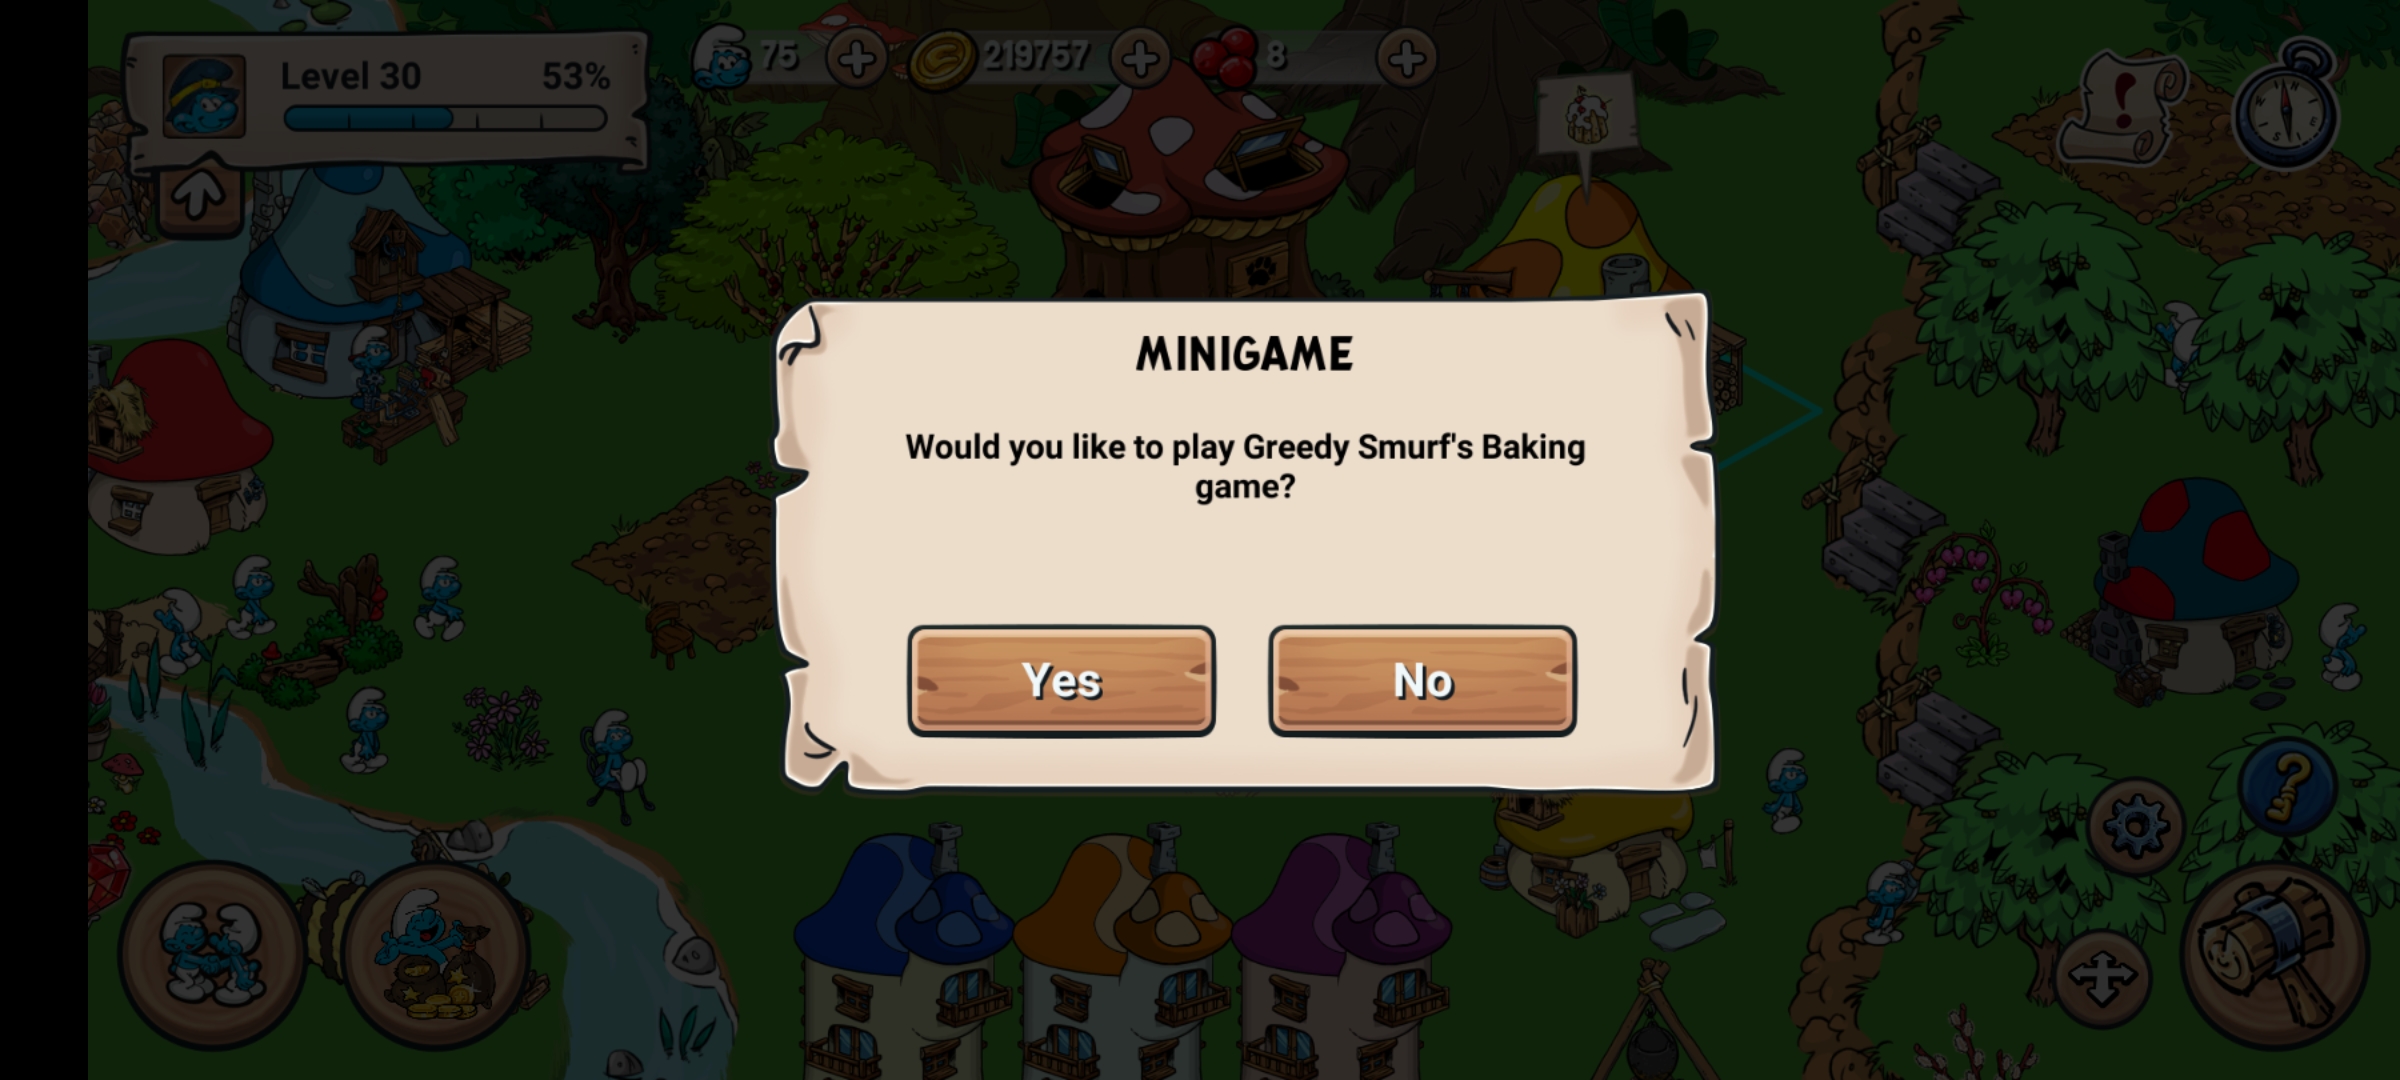 Level 30 53%
75 219757 8
MINIGAME
Would you like to play Greedy Smurf's Baking
game?
Yes No